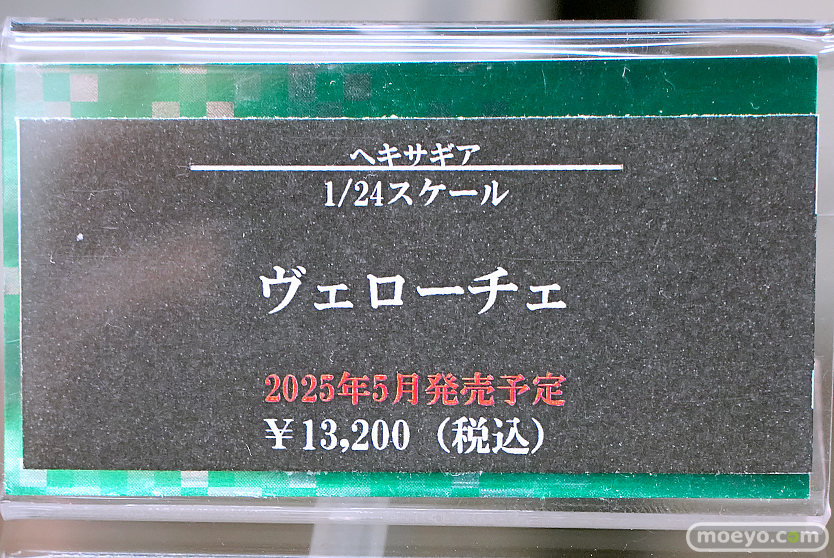 ヘキサギア
1/24スケール
ヴェローチェ
2025年5月発売予定
￥13,200（税込）
moeyo.com